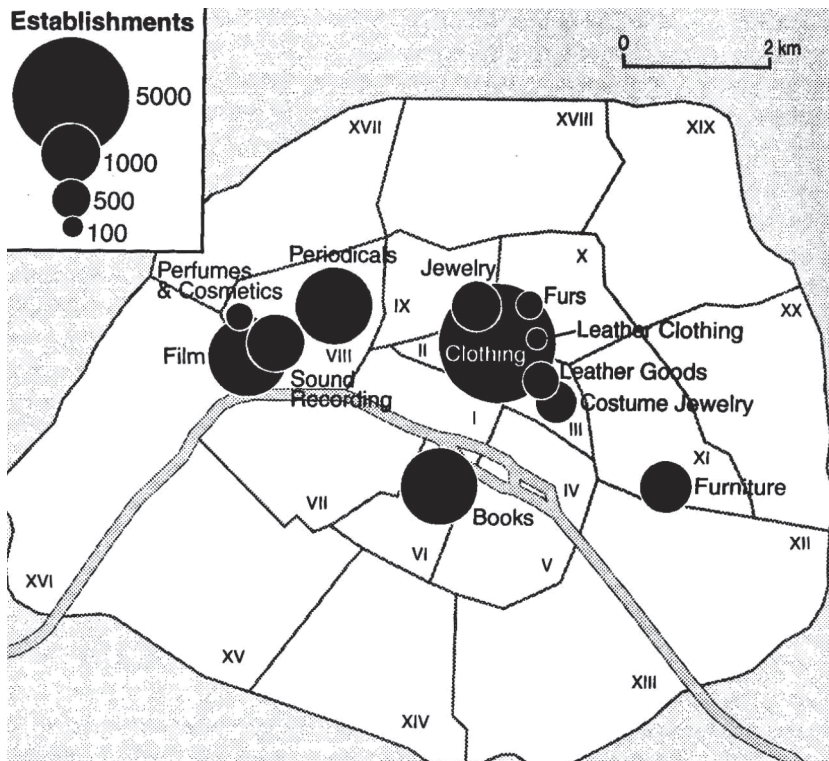 Establishments
5000
1000
500
100
0 2 km
XVII
XVIII
XIX
Periodicals
Perfumes
& Cosmetics
Jewelry
X
Furs
IX
XX
Leather Clothing
Film
VIII
II
Clothing
Leather Goods
Sound
Recording
Costume Jewelry
I
III
XI
Furniture
IV
VII
Books
XII
VI
V
XVI
XV
XIII
XIV